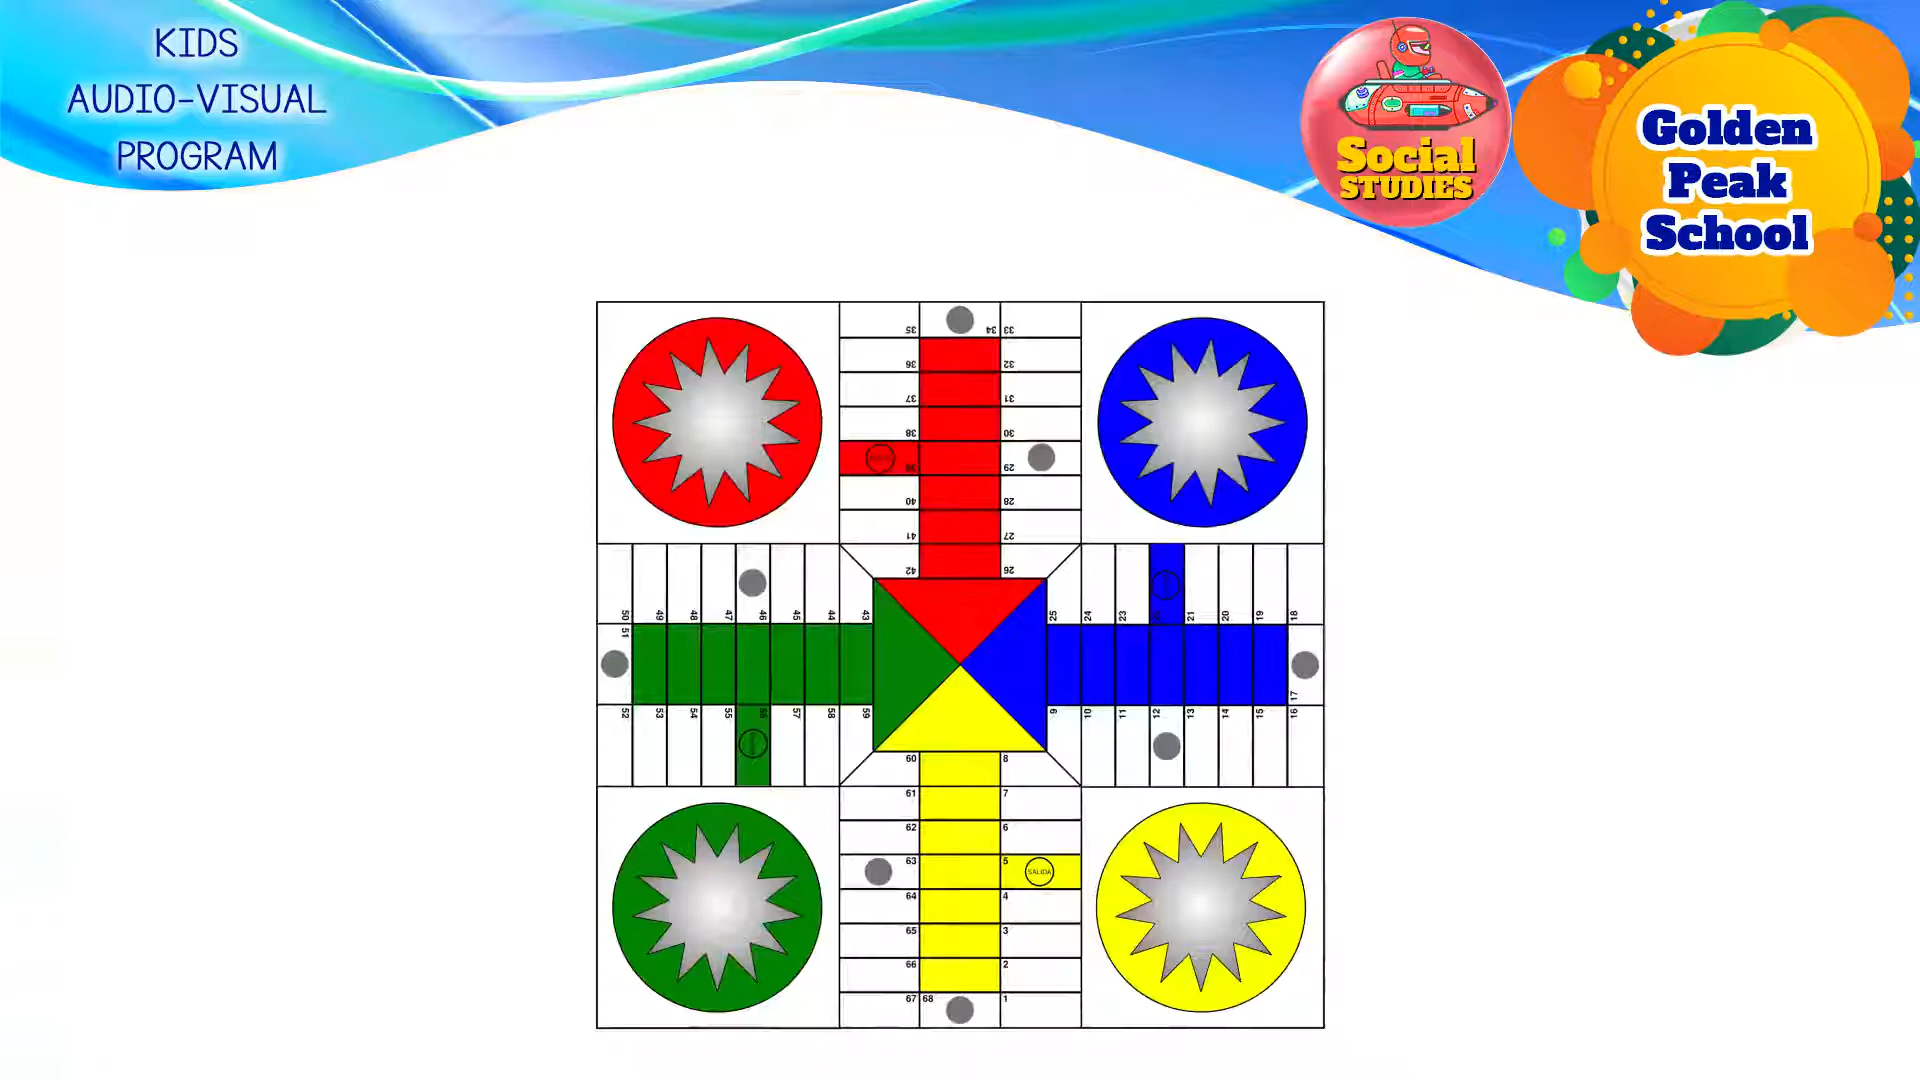 KIDS
AUDIO-VISUAL
PROGRAM
Social
STUDIES
Golden
Peak
School
35 34 33
36 32
37 31
38 30
39 29
40 28
41 27
42 26
50 49 48 47 46 45 44 43
25 24 23 21 20 19 18
51
17
52 53 54 55 56 57 58 59
9 10 11 12 13 14 15 16
60 8
61 7
62 6
63 5 SALIDA
64 4
65 3
66 2
67 68 1